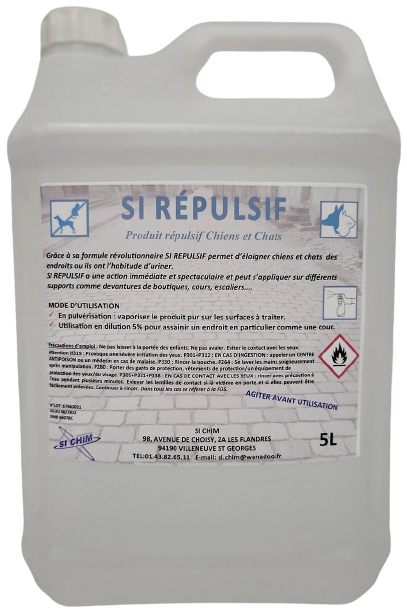 SI RÉPULSIF
Produit répulsif Chiens et Chats
Grâce à sa formule révolutionnaire SI REPULSIF permet d'éloigner chiens et chats des
endroits ou ils ont l'habitude d'uriner.
SI REPULSIF a une action immédiate et spectaculaire et peut s'appliquer sur différents
supports comme devantures de boutiques, cours, escaliers....
MODE D'UTILISATION
✓ En pulvérisation : vaporiser le produit pur sur les surfaces à traiter.
✓ Utilisation en dilution 5% pour assainir un endroit en particulier comme une cour.
Précautions d'emploi : Ne pas laisser à la portée des enfants. Ne pas avaler. Eviter le contact avec les yeux.
Attention H319 : Provoque une sévère irritation des yeux. P301+P312 : EN CAS D'INGESTION : appeler un CENTRE
ANTIPOISON ou un médecin en cas de malaise. P330 : Rincer la bouche. P264 : Se laver les mains soigneusement
après manipulation. P280 : Porter des gants de protection, vêtements de protection/un équipement de
protection des yeux/du visage. P305+P351+P338 : EN CAS DE CONTACT AVEC LES YEUX : rincer avec précaution à
l'eau pendant plusieurs minutes. Enlever les lentilles de contact si la victime en porte et si elles peuvent être
facilement enlevées. Continuer à rincer. Dans tous les cas se référer à la FDS.
AGITER AVANT UTILISATION
SI CHIM
SI CHIM
98, AVENUE DE CHOISY, ZA LES FLANDRES
94190 VILLENEUVE ST GEORGES
TEL:01.43.82.65.11 E-mail: si.chim@wanadoo.fr
5L